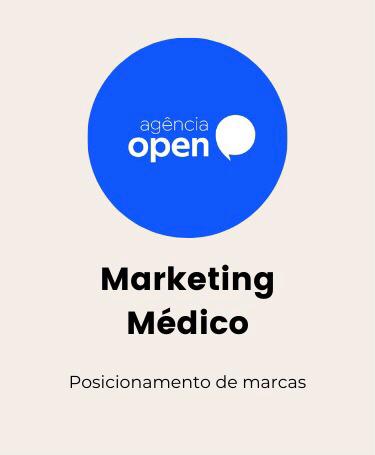 agência
open
Marketing
Médico
Posicionamento de marcas